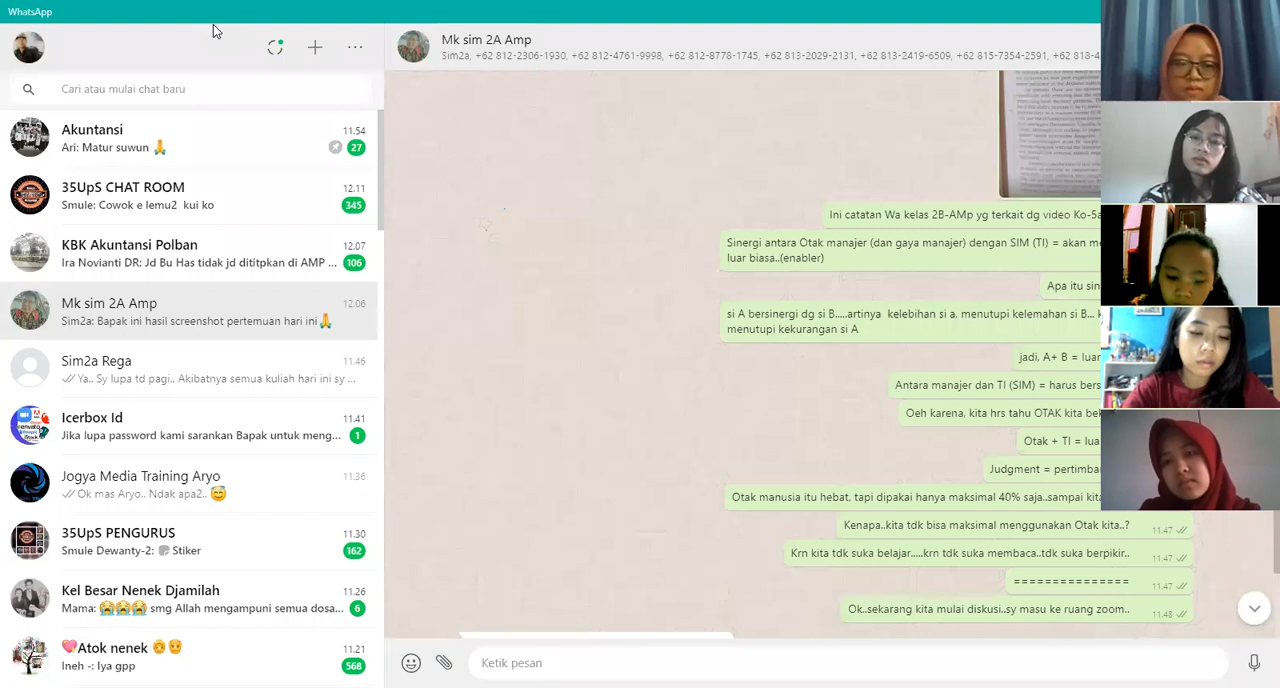 WhatsApp
Cari atau mulai chat baru
Akuntansi
11.54
Ari: Matur suwun 🙏
27
35UpS CHAT ROOM
12.11
Smule: Cowok e lemu2 kui ko
345
KBK Akuntansi Polban
12.07
Ira Novianti DR: Jd Bu Has tidak jd dititpkan di AMP ...
106
Mk sim 2A Amp
12.06
Sim2a: Bapak ini hasil screenshot pertemuan hari ini🙏
Sim2a Rega
11.46
Ya.. Sy lupa td pagi.. Akibatnya semua kuliah hari ini sy ...
Icerbox Id
11.41
Jika lupa password kami sarankan Bapak untuk meng...
1
Jogya Media Training Aryo
11.36
Ok mas Aryo.. Ndak apa2.. 😇
35UpS PENGURUS
11.30
Smule Dewanty-2: Stiker
162
Kel Besar Nenek Djamilah
11.26
Mama: 😭😭😭 smg Allah mengampuni semua dosa...
6
💖Atok nenek 👵👴
11.21
Ineh -: Iya gpp
568
Mk sim 2A Amp
Sim2a, +62 812-2306-1930, +62 812-4761-9998, +62 812-8778-1745, +62 813-2029-2131, +62 813-2419-6509, +62 815-7354-2591, +62 818-4
Ini catatan Wa kelas 2B-AMp yg terkait dg video Ko-5a
Sinergi antara Otak manajer (dan gaya manajer) dengan SIM (TI) = akan me
luar biasa..(enabler)
Apa itu sin
si A bersinergi dg si B.....artinya kelebihan si a. menutupi kelemahan si B... k
menutupi kekurangan si A
jadi, A+ B = luar
Antara manajer dan TI (SIM) = harus bers
Oeh karena, kita hrs tahu OTAK kita bek
Otak + TI = lua
Judgment = pertimba
Otak manusia itu hebat, tapi dipakai hanya maksimal 40% saja..sampai kita
Kenapa..kita tdk bisa maksimal menggunakan Otak kita..?
11.47
Krn kita tdk suka belajar.....krn tdk suka membaca..tdk suka berpikir..
11.47
===============
11.47
Ok..sekarang kita mulai diskusi..sy masu ke ruang zoom..
11.48
Ketik pesan